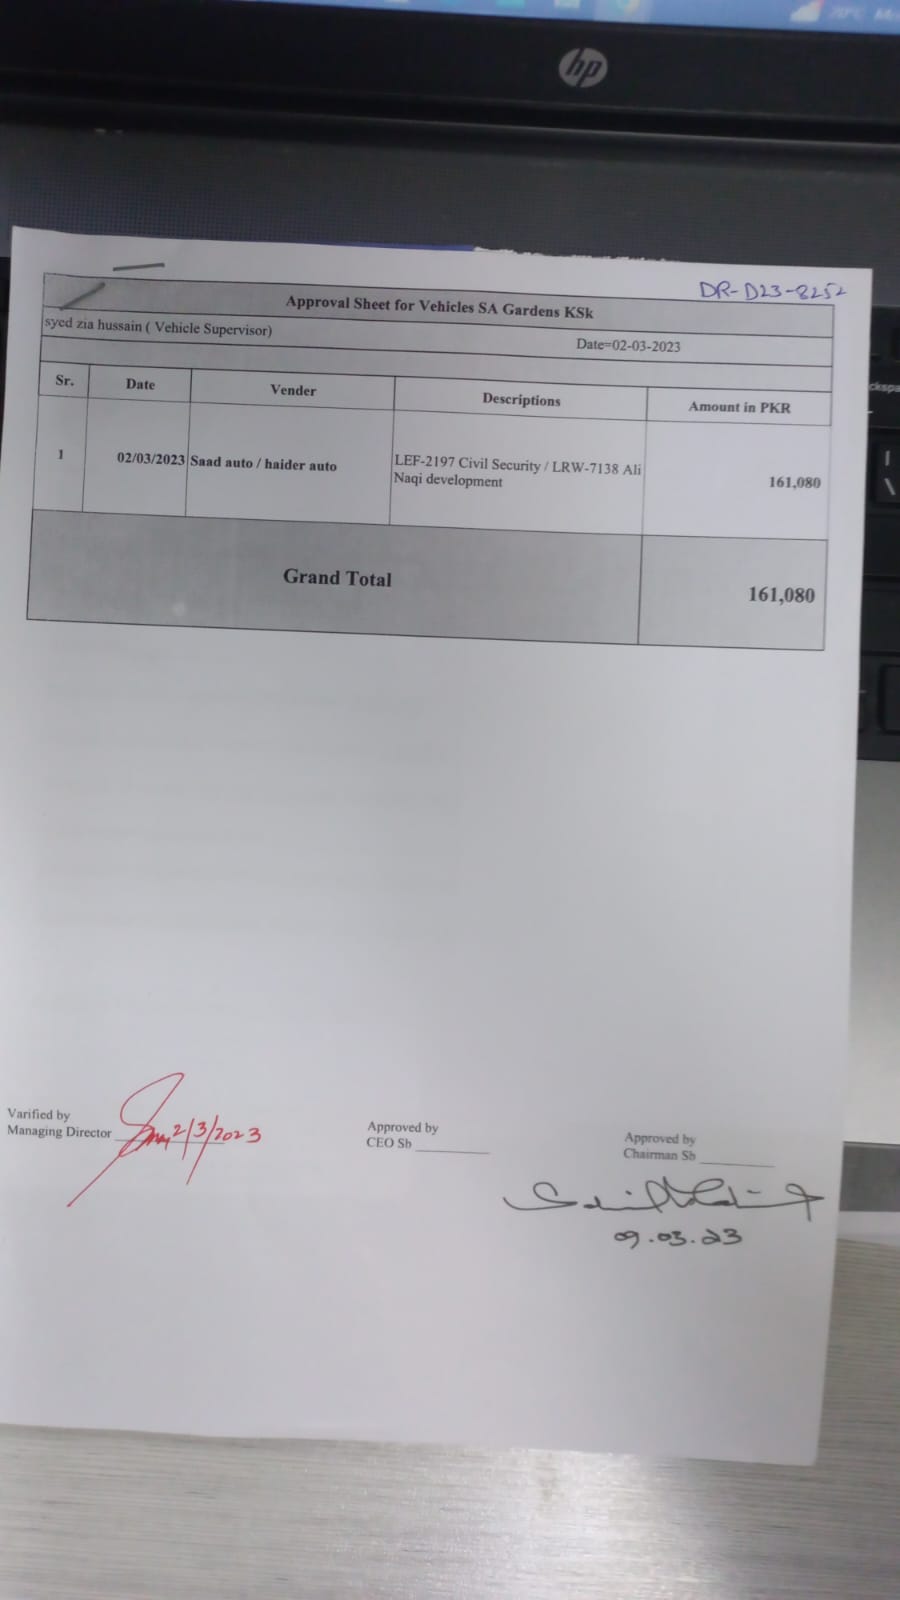 20°C
hp
DR-D23-8252
Approval Sheet for Vehicles SA Gardens KSk
syed zia hussain ( Vehicle Supervisor)
Date=02-03-2023
Sr. Date Vender Descriptions Amount in PKR
1 02/03/2023 Saad auto / haider auto LEF-2197 Civil Security / LRW-7138 Ali
Naqi development 161,080
Grand Total 161,080
Varified by
Managing Director 2/3/2023
Approved by
CEO Sb
Approved by
Chairman Sb
09.03.23